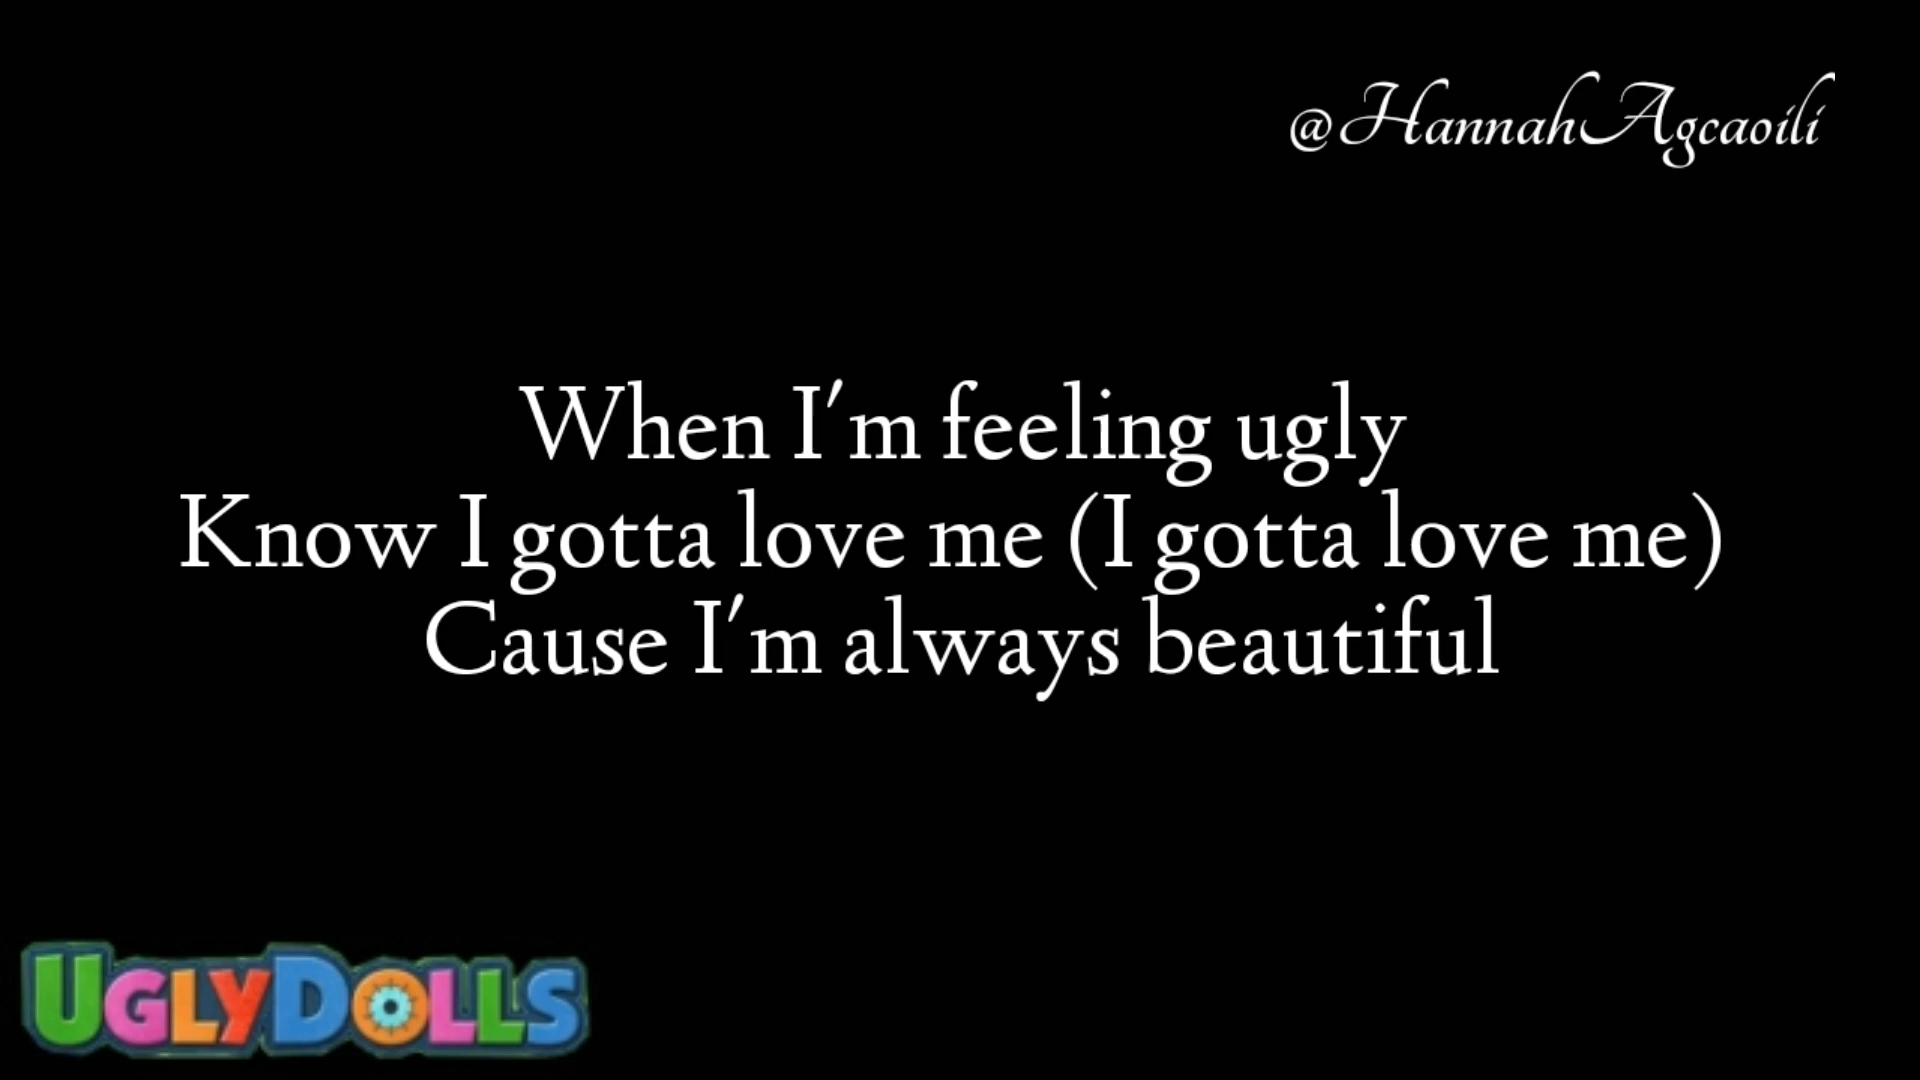 @HannahAgcaoili
When I'm feeling ugly
Know I gotta love me (I gotta love me)
Cause I'm always beautiful
UGLYDOLLS